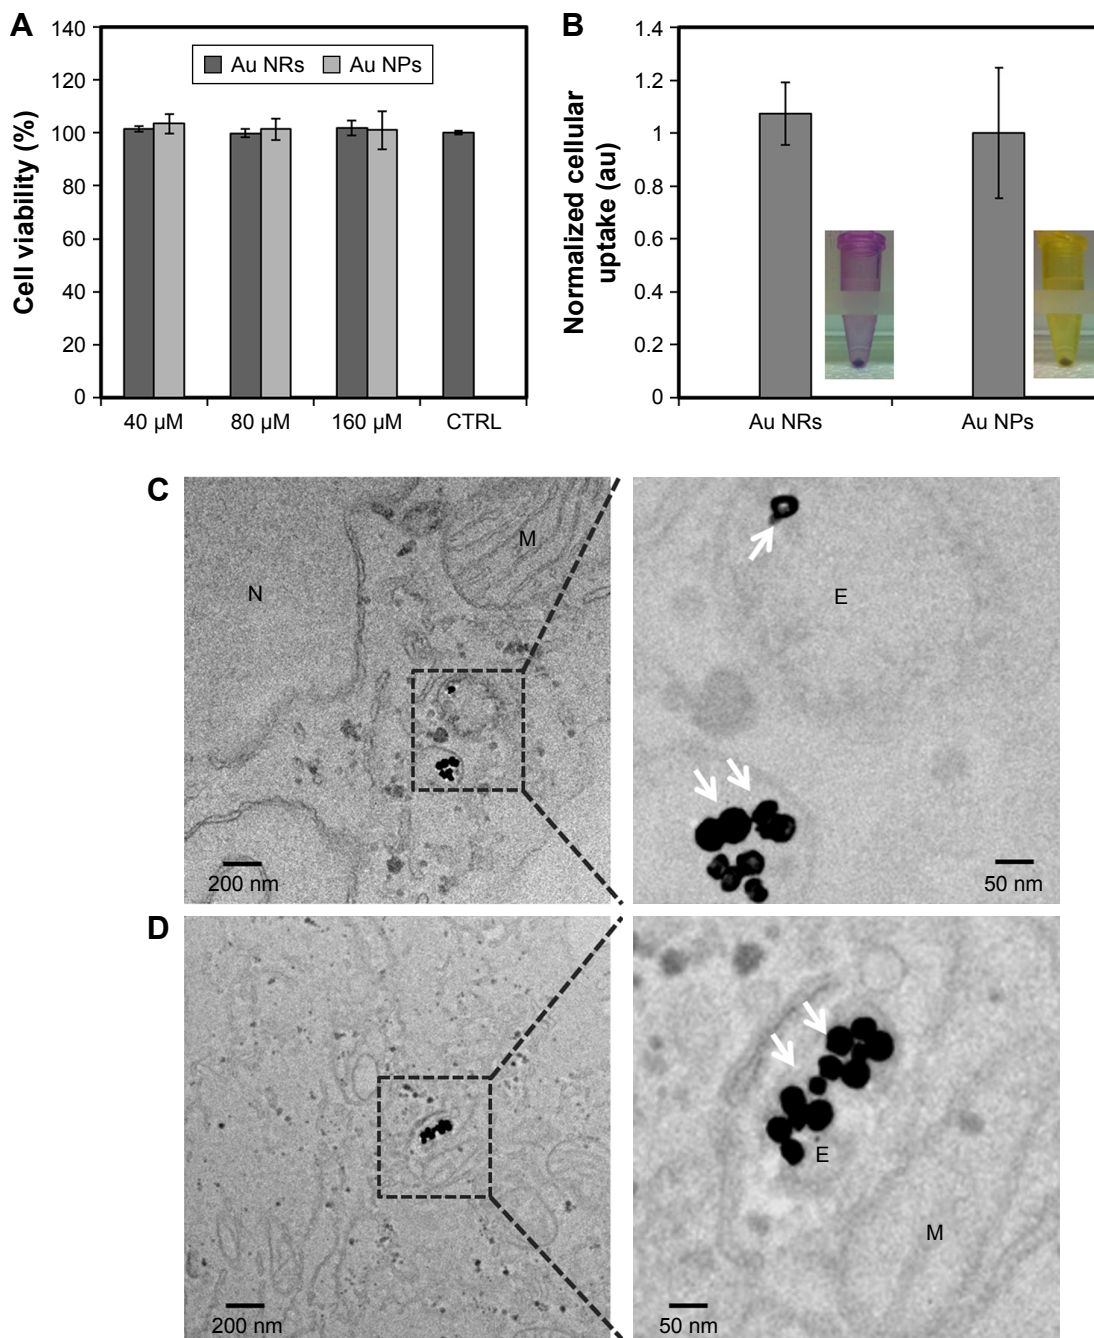 A
Cell viability (%)
140
120
100
80
60
40
20
0
Au NRs
Au NPs
40 µM
80 µM
160 µM
CTRL
B
Normalized cellular
uptake (au)
1.4
1.2
1
0.8
0.6
0.4
0.2
0
Au NRs
Au NPs
C
N
M
200 nm
E
50 nm
D
200 nm
E
M
50 nm